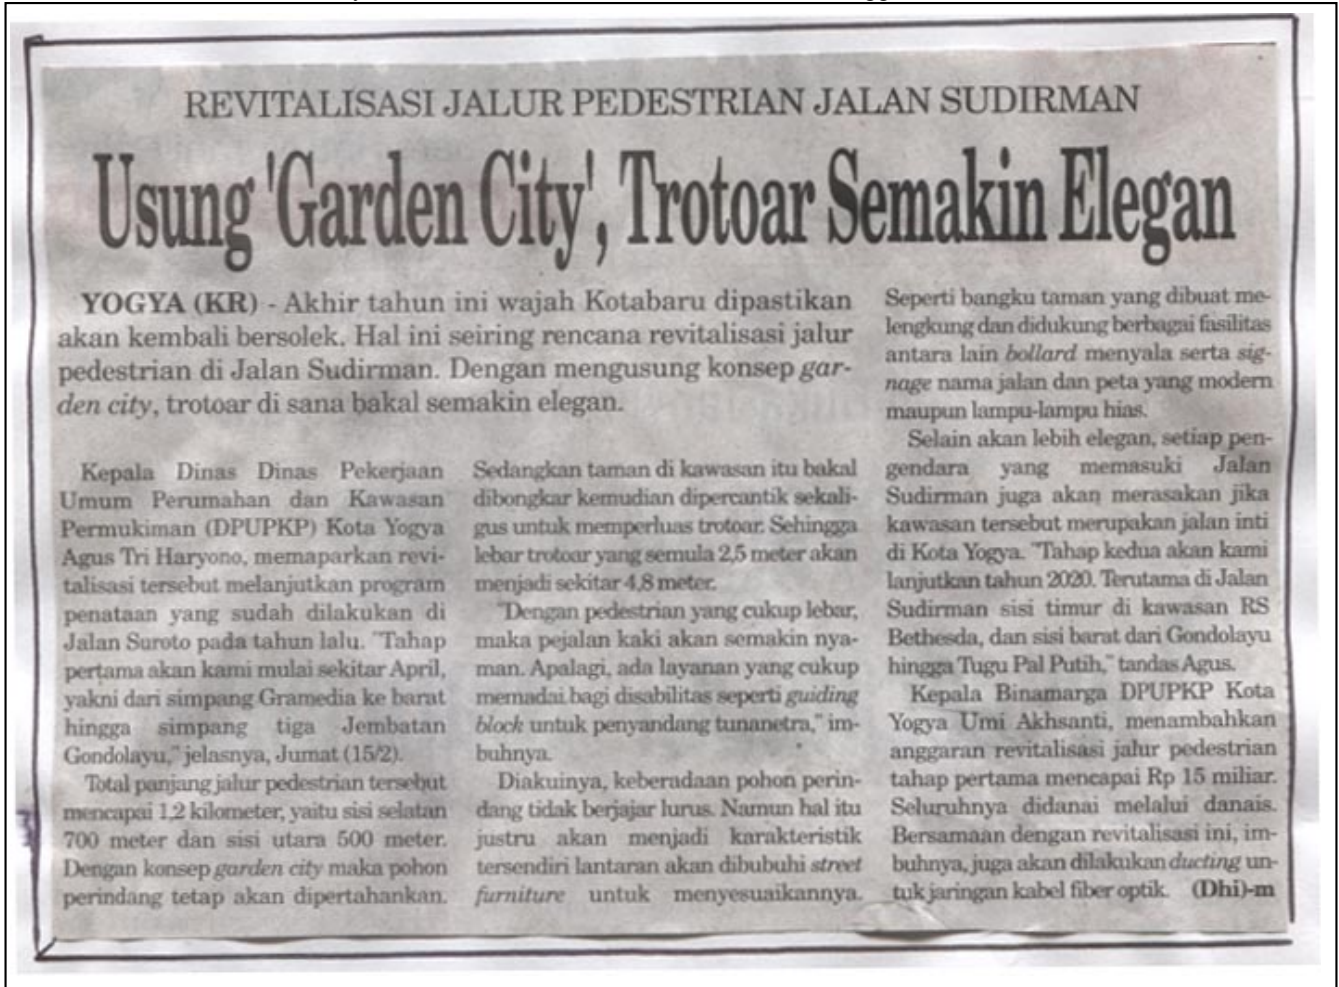 REVITALISASI JALUR PEDESTRIAN JALAN SUDIRMAN
Usung 'Garden City', Trotoar Semakin Elegan
YOGYA (KR) - Akhir tahun ini wajah Kotabaru dipastikan
akan kembali bersolek. Hal ini seiring rencana revitalisasi jalur
pedestrian di Jalan Sudirman. Dengan mengusung konsep gar-
den city, trotoar di sana bakal semakin elegan.
Kepala Dinas Dinas Pekerjaan
Umum Perumahan dan Kawasan
Permukiman (DPUPKP) Kota Yogya
Agus Tri Haryono, memaparkan revi-
talisasi tersebut melanjutkan program
penataan yang sudah dilakukan di
Jalan Suroto pada tahun lalu. "Tahap
pertama akan kami mulai sekitar April,
yakni dari simpang Gramedia ke barat
hingga simpang tiga Jembatan
Gondolayu," jelasnya, Jumat (15/2).
Total panjang jalur pedestrian tersebut
mencapai 1,2 kilometer, yaitu sisi selatan
700 meter dan sisi utara 500 meter.
Dengan konsep garden city maka pohon
perindang tetap akan dipertahankan.
Sedangkan taman di kawasan itu bakal
dibongkar kemudian dipercantik sekali-
gus untuk memperluas trotoar. Sehingga
lebar trotoar yang semula 2,5 meter akan
menjadi sekitar 4,8 meter.
"Dengan pedestrian yang cukup lebar,
maka pejalan kaki akan semakin nya-
man. Apalagi, ada layanan yang cukup
memadai bagi disabilitas seperti guiding
block untuk penyandang tunanetra," im-
buhnya.
Diakuinya, keberadaan pohon perin-
dang tidak berjajar lurus. Namun hal itu
justru akan menjadi karakteristik
tersendiri lantaran akan dibubuhi street
furniture untuk menyesuaikannya.
Seperti bangku taman yang dibuat me-
lengkung dan didukung berbagai fasilitas
antara lain bollard menyala serta sig-
nage nama jalan dan peta yang modern
maupun lampu-lampu hias.
Selain akan lebih elegan, setiap pen-
gendara yang memasuki Jalan
Sudirman juga akan merasakan jika
kawasan tersebut merupakan jalan inti
di Kota Yogya. "Tahap kedua akan kami
lanjutkan tahun 2020. Terutama di Jalan
Sudirman sisi timur di kawasan RS
Bethesda, dan sisi barat dari Gondolayu
hingga Tugu Pal Putih," tandas Agus.
Kepala Binamarga DPUPKP Kota
Yogya Umi Akhsanti, menambahkan
anggaran revitalisasi jalur pedestrian
tahap pertama mencapai Rp 15 miliar.
Seluruhnya didanai melalui danais.
Bersamaan dengan revitalisasi ini, im-
buhnya, juga akan dilakukan ducting un-
tuk jaringan kabel fiber optik. (Dhi)-m